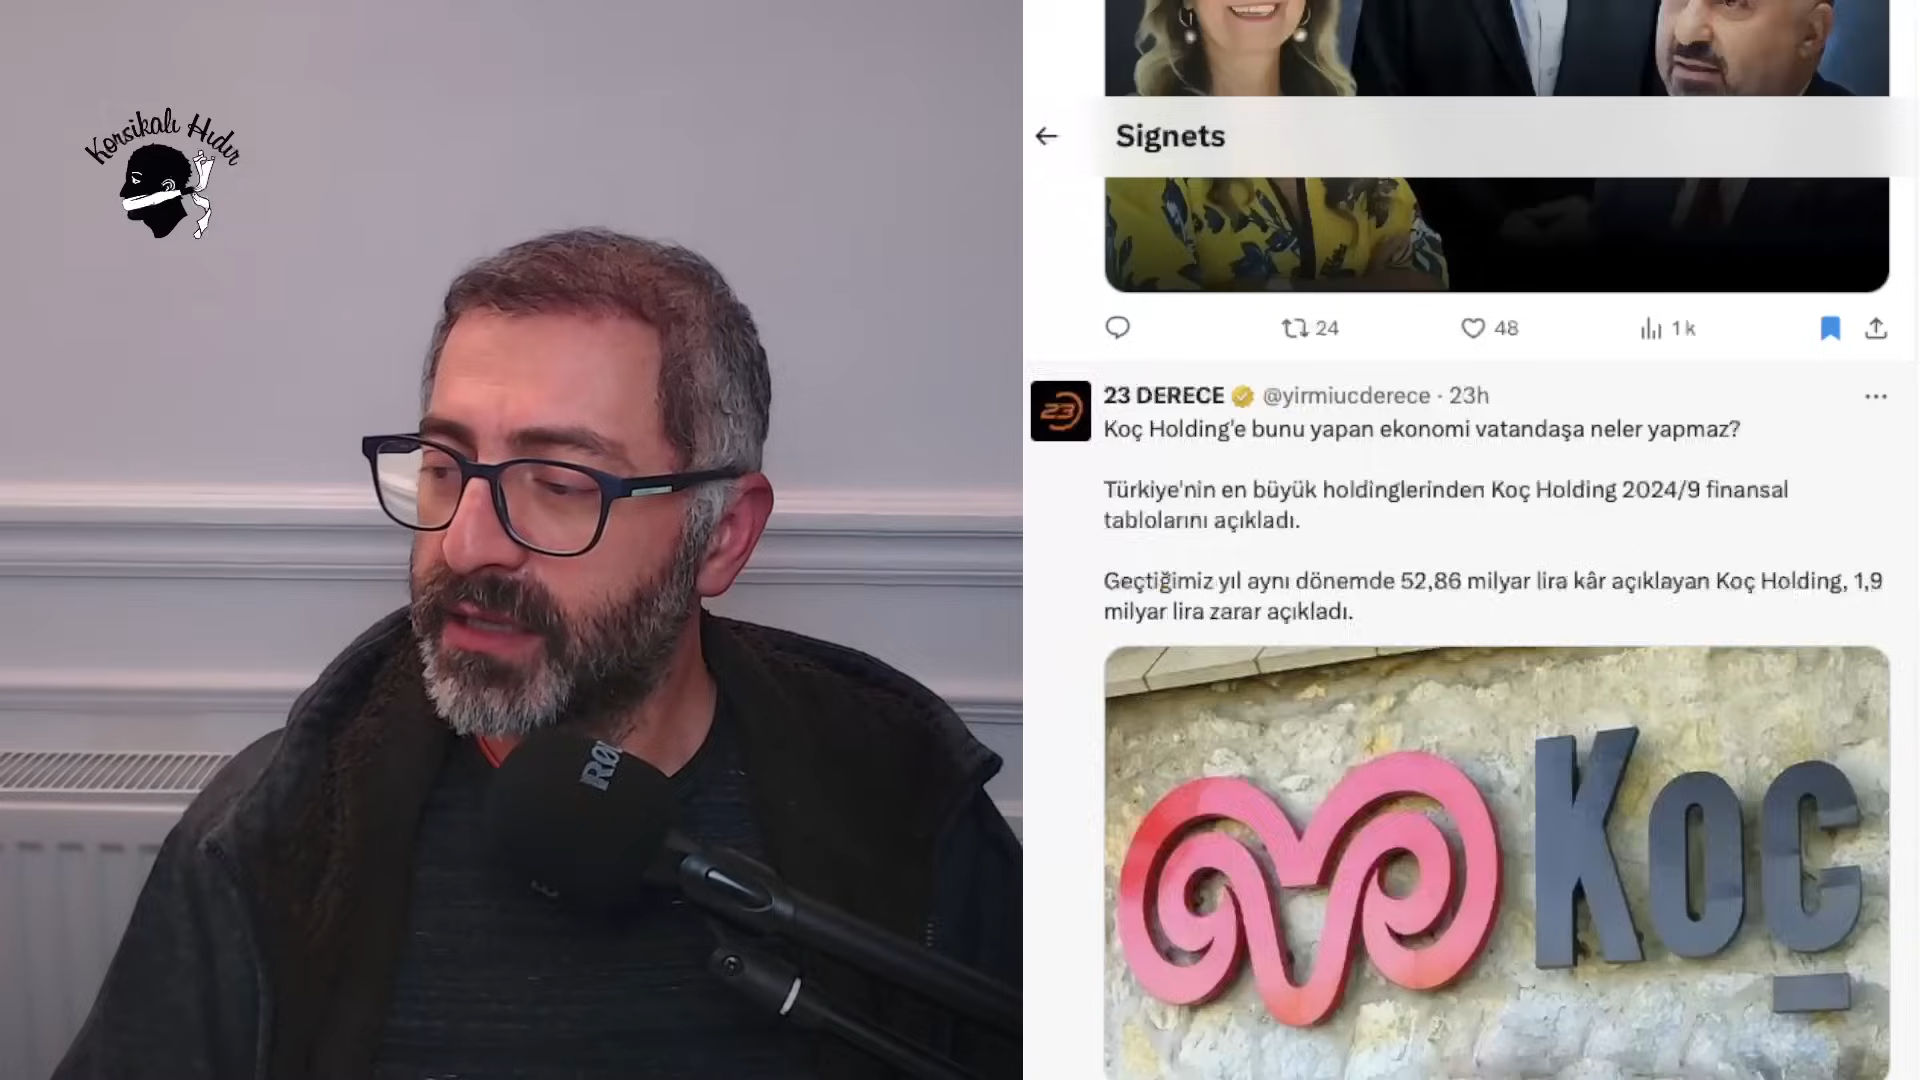 Korsikalı Hıdır
Signets
24
48
1 k
23
23 DERECE @yirmiucderece · 23h
Koç Holding'e bunu yapan ekonomi vatandaşa neler yapmaz?
Türkiye'nin en büyük holdinglerinden Koç Holding 2024/9 finansal
tablolarını açıkladı.
Geçtiğimiz yıl aynı dönemde 52,86 milyar lira kâr açıklayan Koç Holding, 1,9
milyar lira zarar açıkladı.
Koç